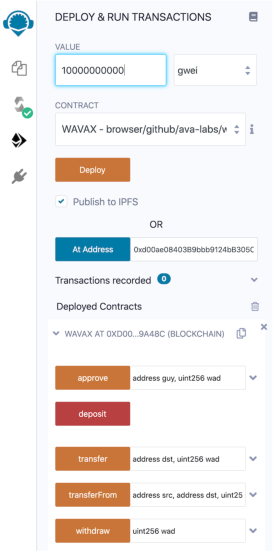 DEPLOY & RUN TRANSACTIONS
VALUE
10000000000
gwei
CONTRACT
WAVAX - browser/github/ava-labs/w
Deploy
Publish to IPFS
OR
At Address 0xd00ae08403B9bbb9124bB305C
Transactions recorded 0
Deployed Contracts
WAVAX AT 0XD00...9A48C (BLOCKCHAIN)
approve address guy, uint256 wad
deposit
transfer address dst, uint256 wad
transferFrom address src, address dst, uint25
withdraw uint256 wad